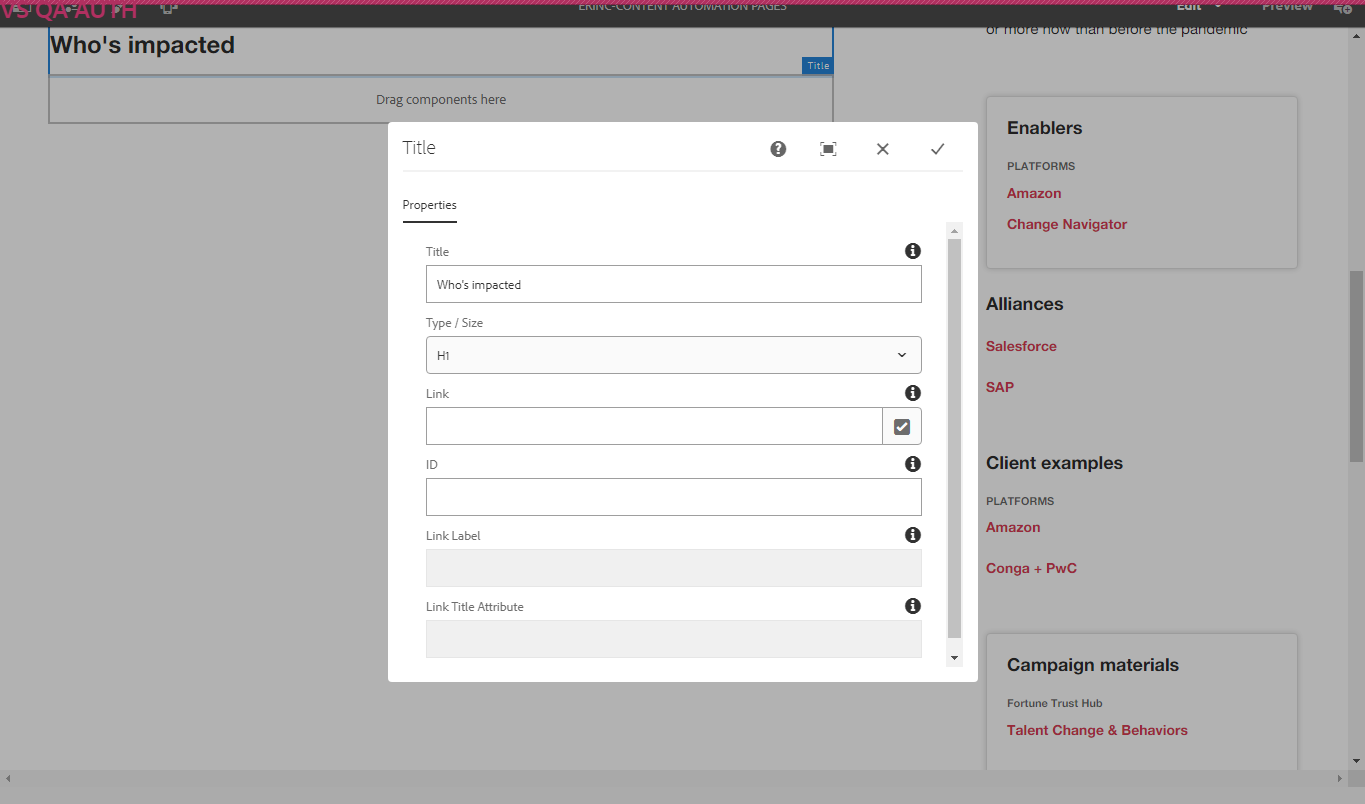 VS QA AUTH
ERINC-CONTENT AUTOMATION PAGES
Edit
Preview
Who's impacted
Title
Drag components here
or more now than before the pandemic
Title
Properties
Title
Who's impacted
Type / Size
H1
Link
ID
Link Label
Link Title Attribute
Enablers
PLATFORMS
Amazon
Change Navigator
Alliances
Salesforce
SAP
Client examples
PLATFORMS
Amazon
Conga + PwC
Campaign materials
Fortune Trust Hub
Talent Change & Behaviors